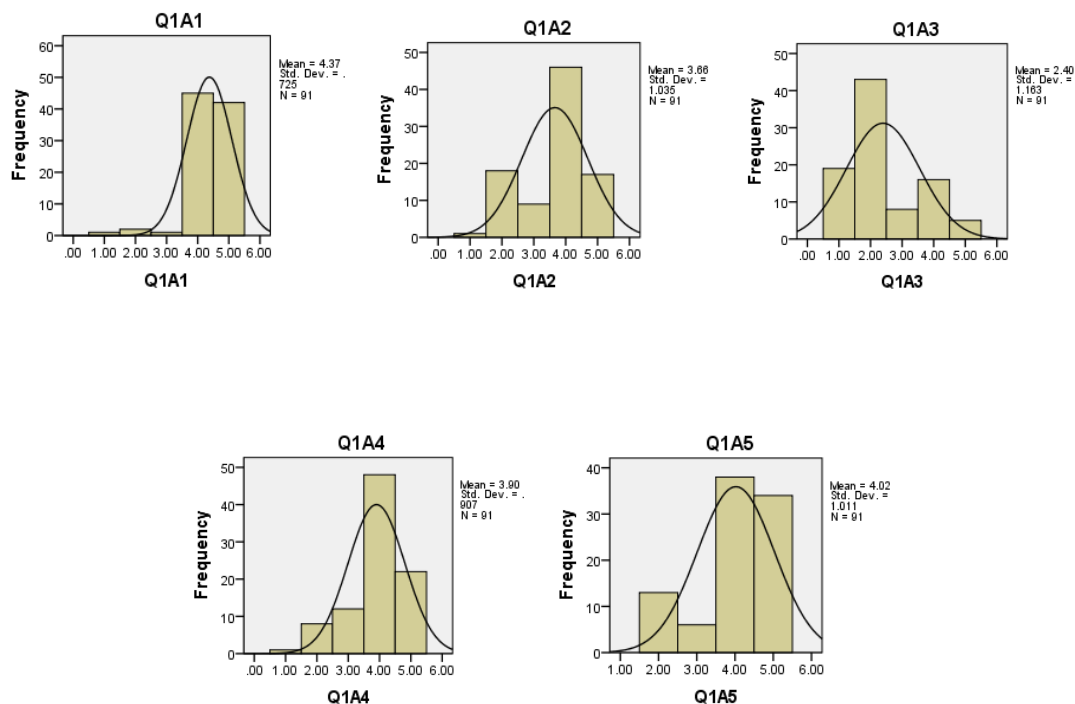 Q1A1
60
50
40
30
20
10
0
Frequency
.00 1.00 2.00 3.00 4.00 5.00 6.00
Q1A1
Mean = 4.37
Std. Dev. = .
725
N = 91
Q1A2
50
40
30
20
10
0
Frequency
.00 1.00 2.00 3.00 4.00 5.00 6.00
Q1A2
Mean = 3.66
Std. Dev. =
1.035
N = 91
Q1A3
50
40
30
20
10
0
Frequency
.00 1.00 2.00 3.00 4.00 5.00 6.00
Q1A3
Mean = 2.40
Std. Dev. =
1.163
N = 91
Q1A4
50
40
30
20
10
0
Frequency
.00 1.00 2.00 3.00 4.00 5.00 6.00
Q1A4
Mean = 3.90
Std. Dev. = .
907
N = 91
Q1A5
40
30
20
10
0
Frequency
1.00 2.00 3.00 4.00 5.00 6.00
Q1A5
Mean = 4.02
Std. Dev. =
1.011
N = 91